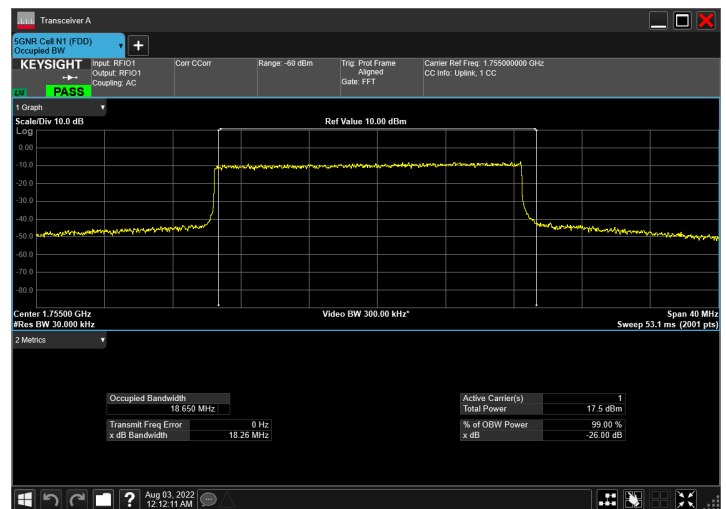 Transceiver A
5GNR Cell N1 (FDD)
Occupied BW
KEYSIGHT
LXI
PASS
Input: RFIO1
Output: RFIO1
Coupling: AC
Corr CCorr
Range: -60 dBm
Trig: Prot Frame
Aligned
Gate: FFT
Carrier Ref Freq: 1.755000000 GHz
CC Info: Uplink, 1 CC
1 Graph
Scale/Div 10.0 dB
Ref Value 10.00 dBm
Log
0.00
-10.0
-20.0
-30.0
-40.0
-50.0
-60.0
-70.0
-80.0
Center 1.75500 GHz
Video BW 300.00 kHz*
Span 40 MHz
#Res BW 30.000 kHz
Sweep 53.1 ms (2001 pts)
2 Metrics
Occupied Bandwidth
18.650 MHz
Transmit Freq Error 0 Hz
x dB Bandwidth 18.26 MHz
Active Carrier(s) 1
Total Power 17.5 dBm
% of OBW Power 99.00 %
x dB -26.00 dB
Aug 03, 2022
12:12:11 AM